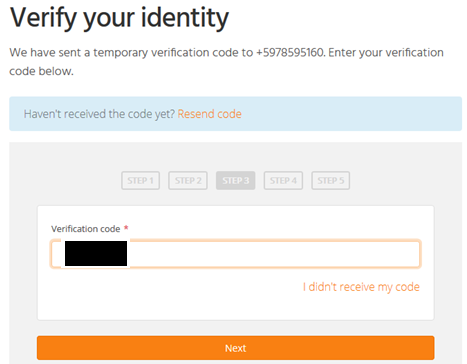 Verify your identity
We have sent a temporary verification code to +5978595160. Enter your verification
code below.
Haven't received the code yet? Resend code
STEP 1 STEP 2 STEP 3 STEP 4 STEP 5
Verification code *
I didn't receive my code
Next